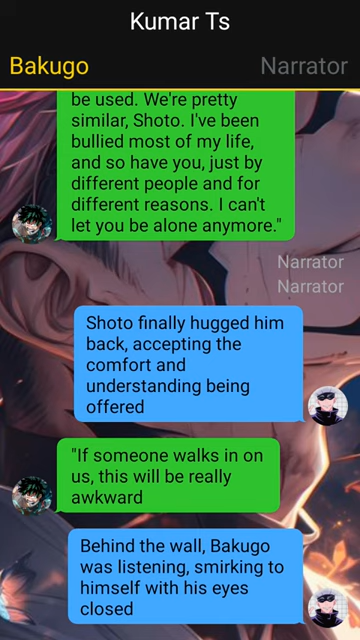 Kumar Ts
Bakugo
Narrator
be used. We're pretty
similar, Shoto. I've been
bullied most of my life,
and so have you, just by
different people and for
different reasons. I can't
let you be alone anymore."
Narrator
Narrator
Shoto finally hugged him
back, accepting the
comfort and
understanding being
offered
"If someone walks in on
us, this will be really
awkward
Behind the wall, Bakugo
was listening, smirking to
himself with his eyes
closed